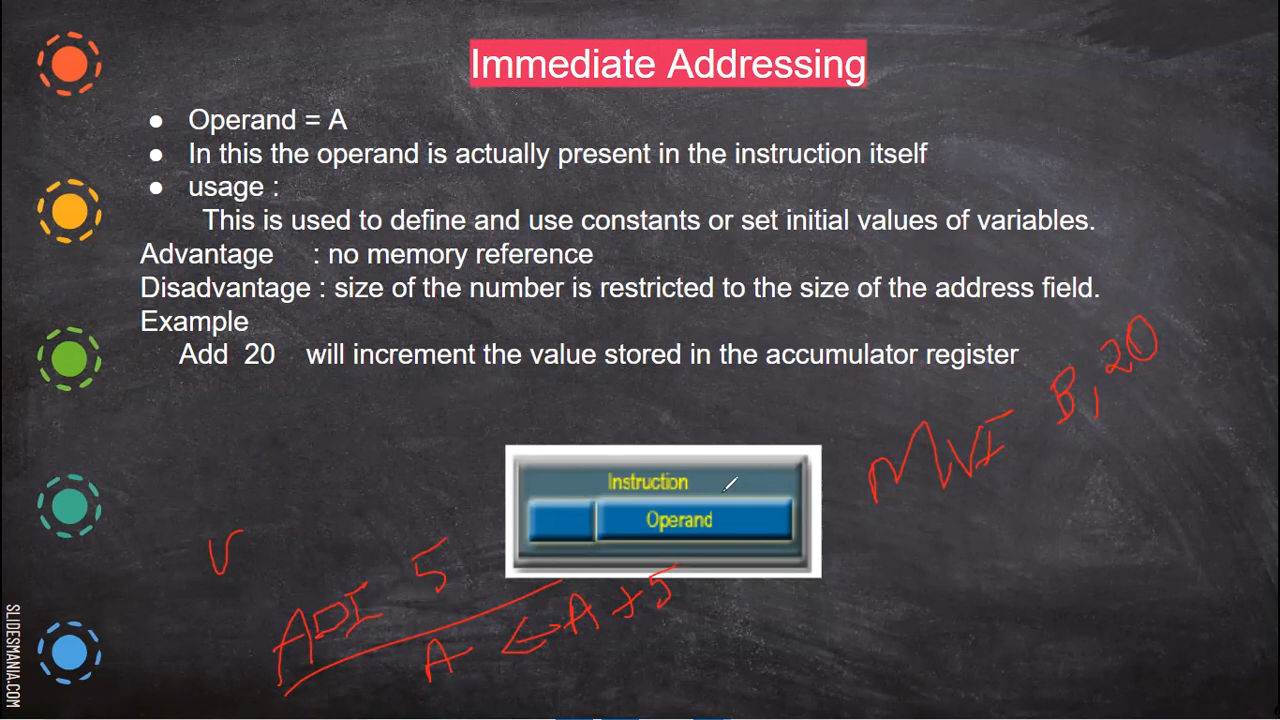 Immediate Addressing
● Operand = A
● In this the operand is actually present in the instruction itself
● usage :
This is used to define and use constants or set initial values of variables.
Advantage : no memory reference
Disadvantage : size of the number is restricted to the size of the address field.
Example
Add 20 will increment the value stored in the accumulator register
MVI B, 20
Instruction
Operand
ADI 5
A ← A + 5
SLIDESMANIA.COM